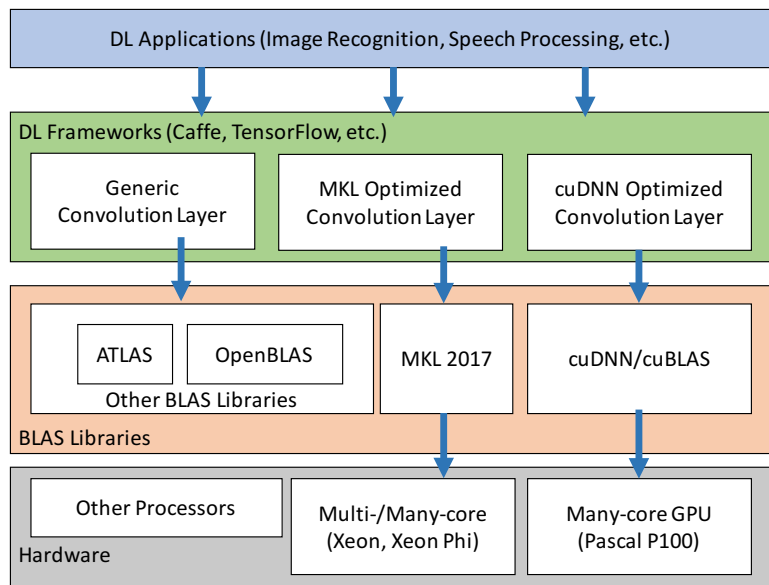 DL Applications (Image Recognition, Speech Processing, etc.)
DL Frameworks (Caffe, TensorFlow, etc.)
Generic
Convolution Layer
MKL Optimized
Convolution Layer
cuDNN Optimized
Convolution Layer
ATLAS
OpenBLAS
Other BLAS Libraries
MKL 2017
cuDNN/cuBLAS
BLAS Libraries
Other Processors
Multi-/Many-core
(Xeon, Xeon Phi)
Many-core GPU
(Pascal P100)
Hardware